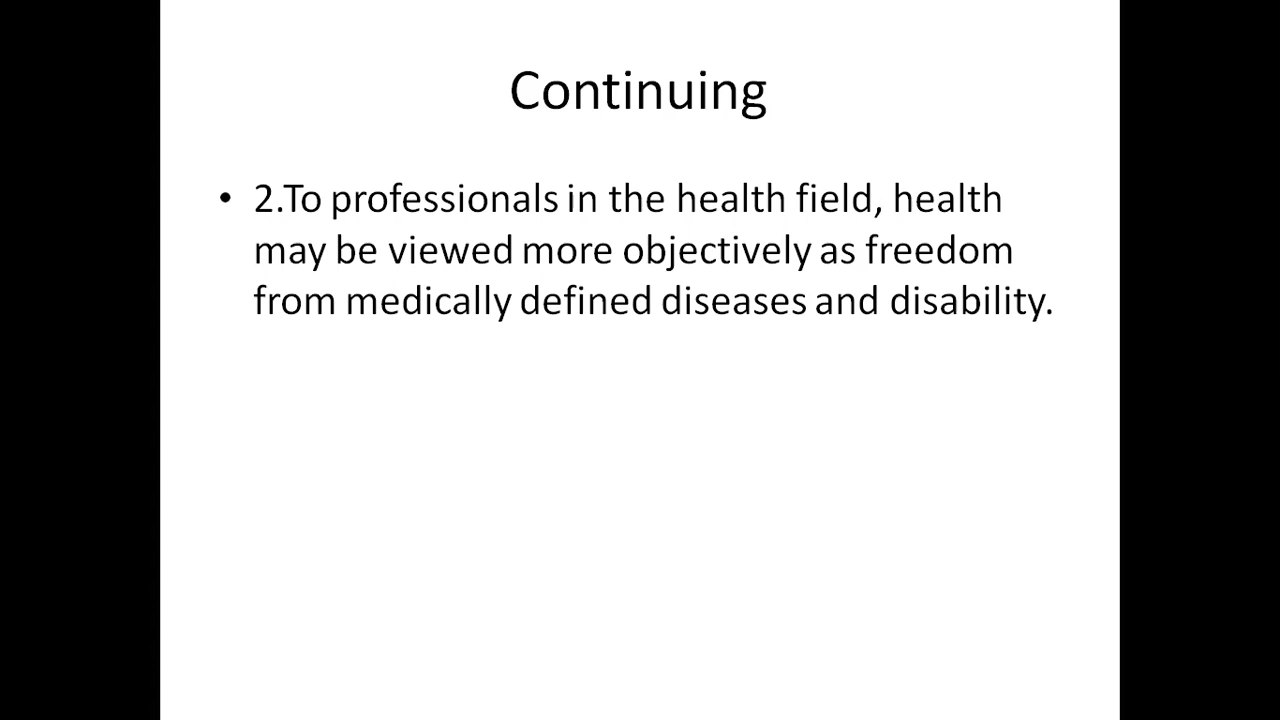 Continuing
• 2.To professionals in the health field, health
may be viewed more objectively as freedom
from medically defined diseases and disability.